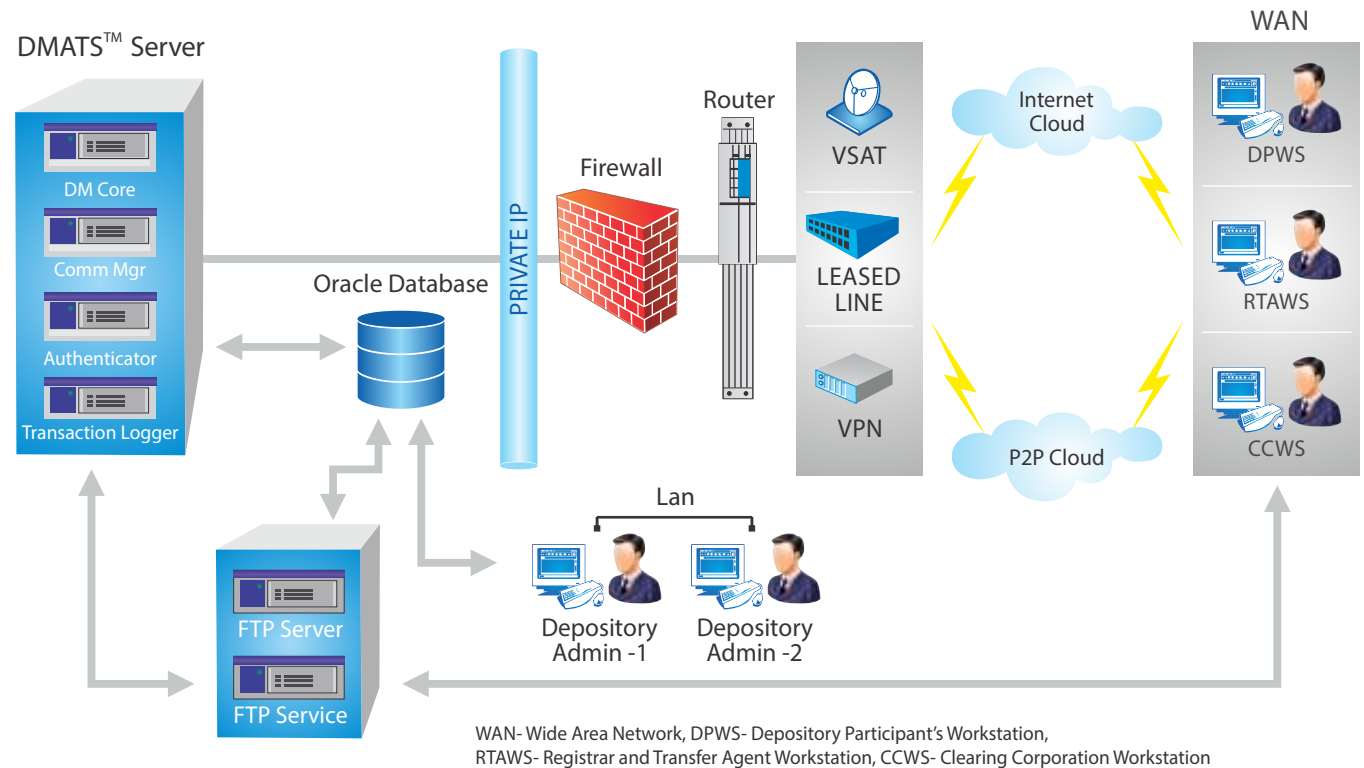 DMATS™ Server
DM Core
Comm Mgr
Authenticator
Transaction Logger
Oracle Database
PRIVATE IP
Firewall
Router
VSAT
LEASED
LINE
VPN
Internet
Cloud
P2P Cloud
WAN
DPWS
RTAWS
CCWS
Lan
Depository
Admin -1
Depository
Admin -2
FTP Server
FTP Service
WAN- Wide Area Network, DPWS- Depository Participant's Workstation,
RTAWS- Registrar and Transfer Agent Workstation, CCWS- Clearing Corporation Workstation